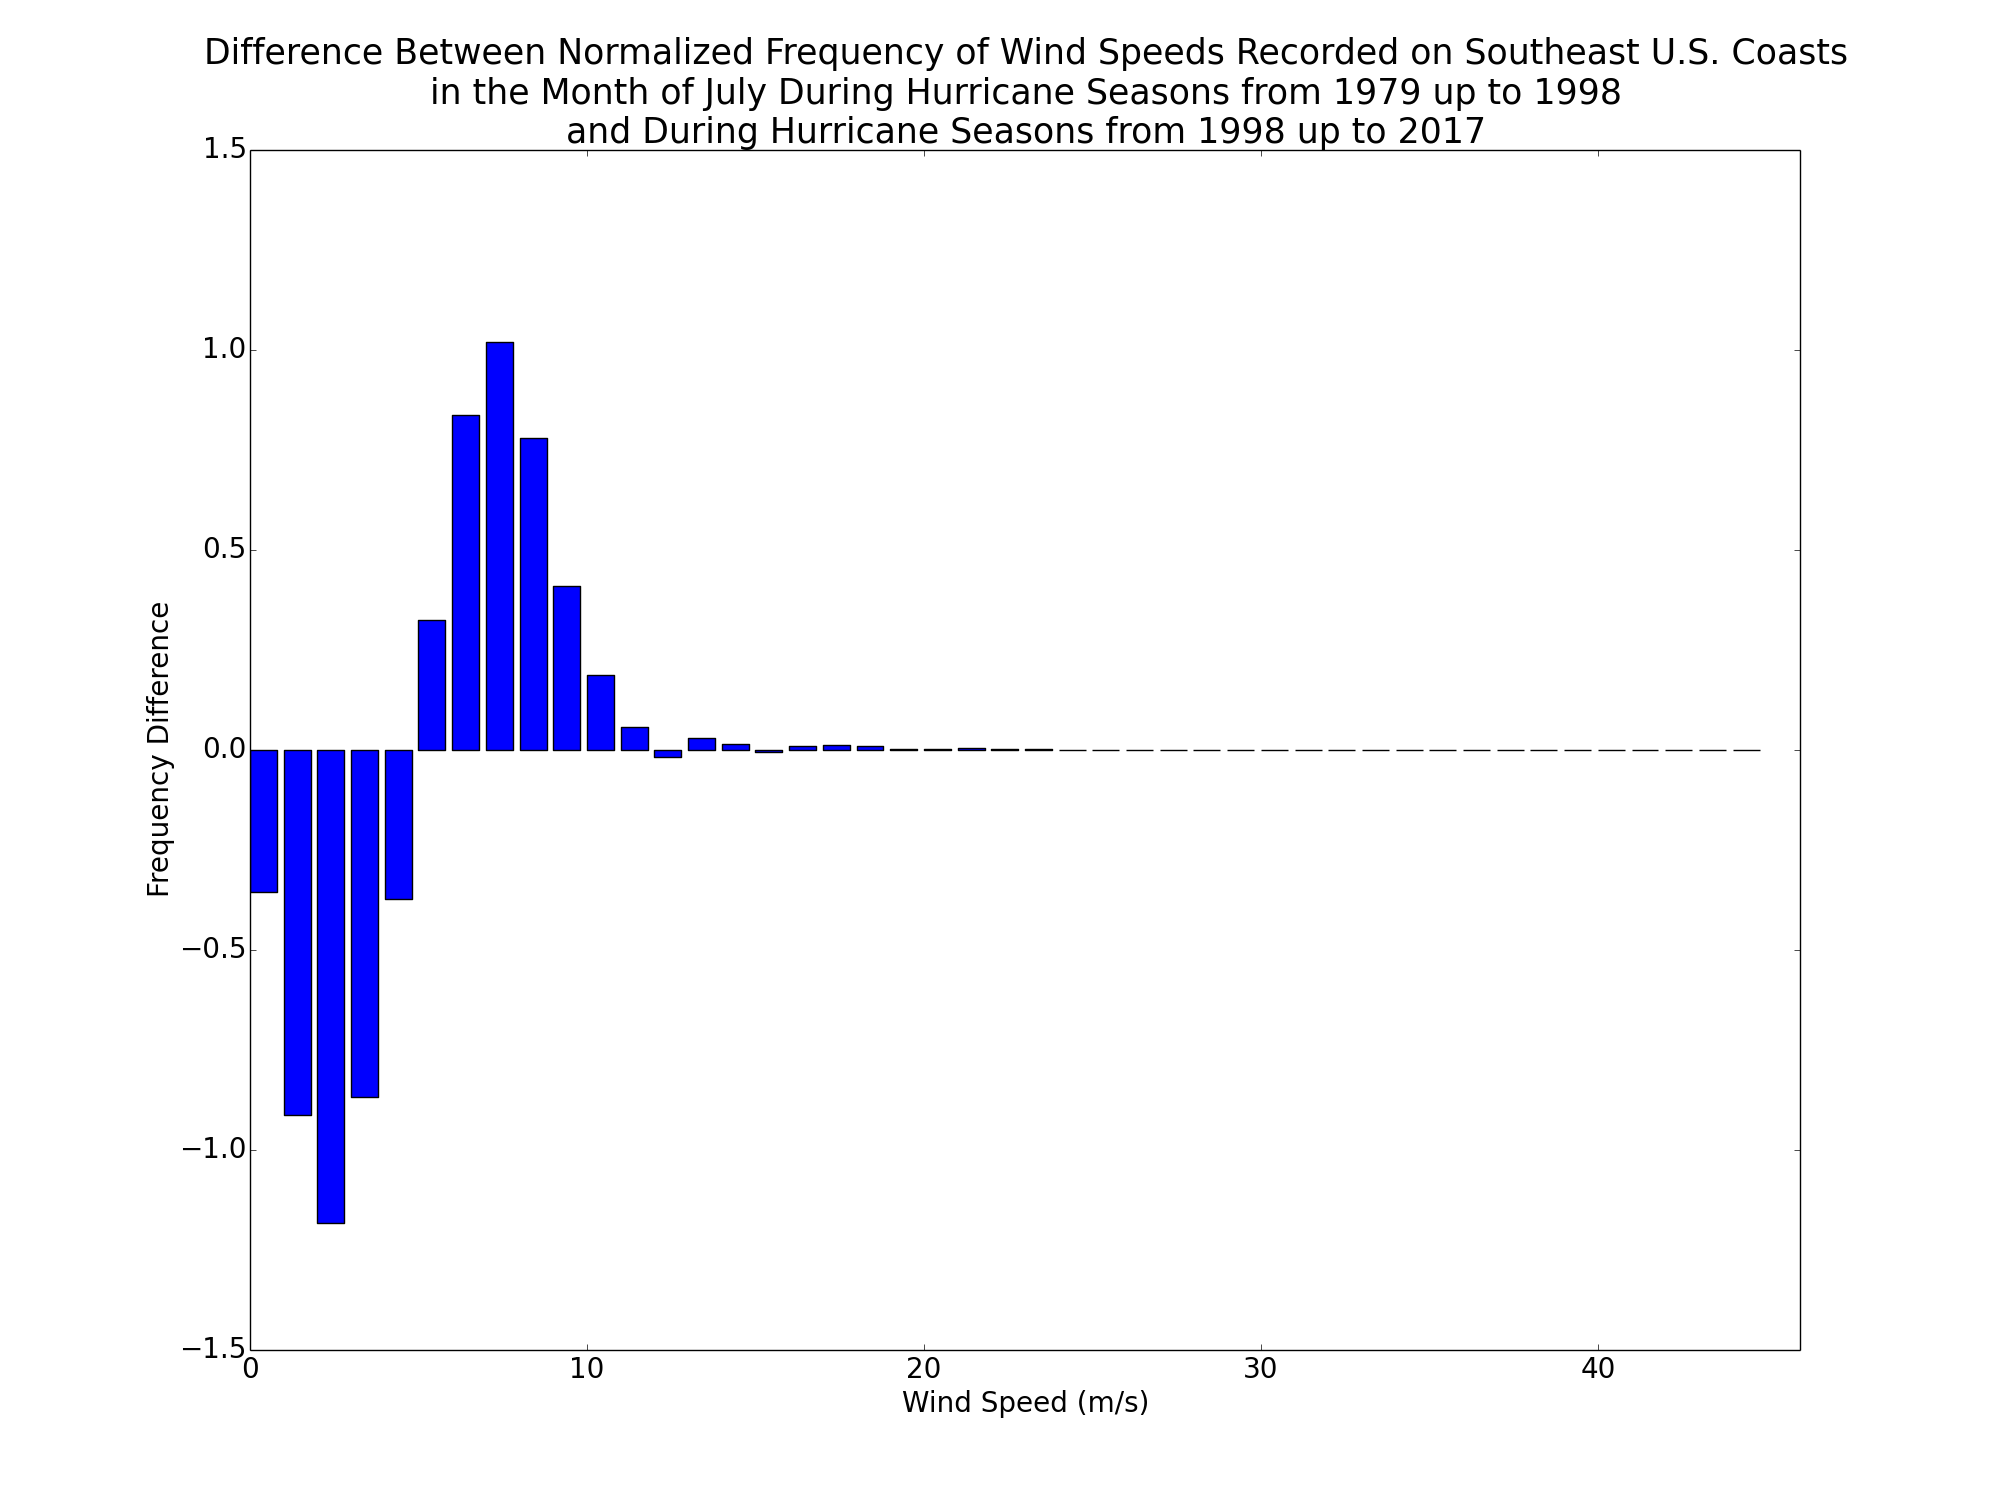 Difference Between Normalized Frequency of Wind Speeds Recorded on Southeast U.S. Coasts
in the Month of July During Hurricane Seasons from 1979 up to 1998
and During Hurricane Seasons from 1998 up to 2017
1.5
1.0
0.5
0.0
−0.5
−1.0
−1.5
Frequency Difference
0 10 20 30 40
Wind Speed (m/s)